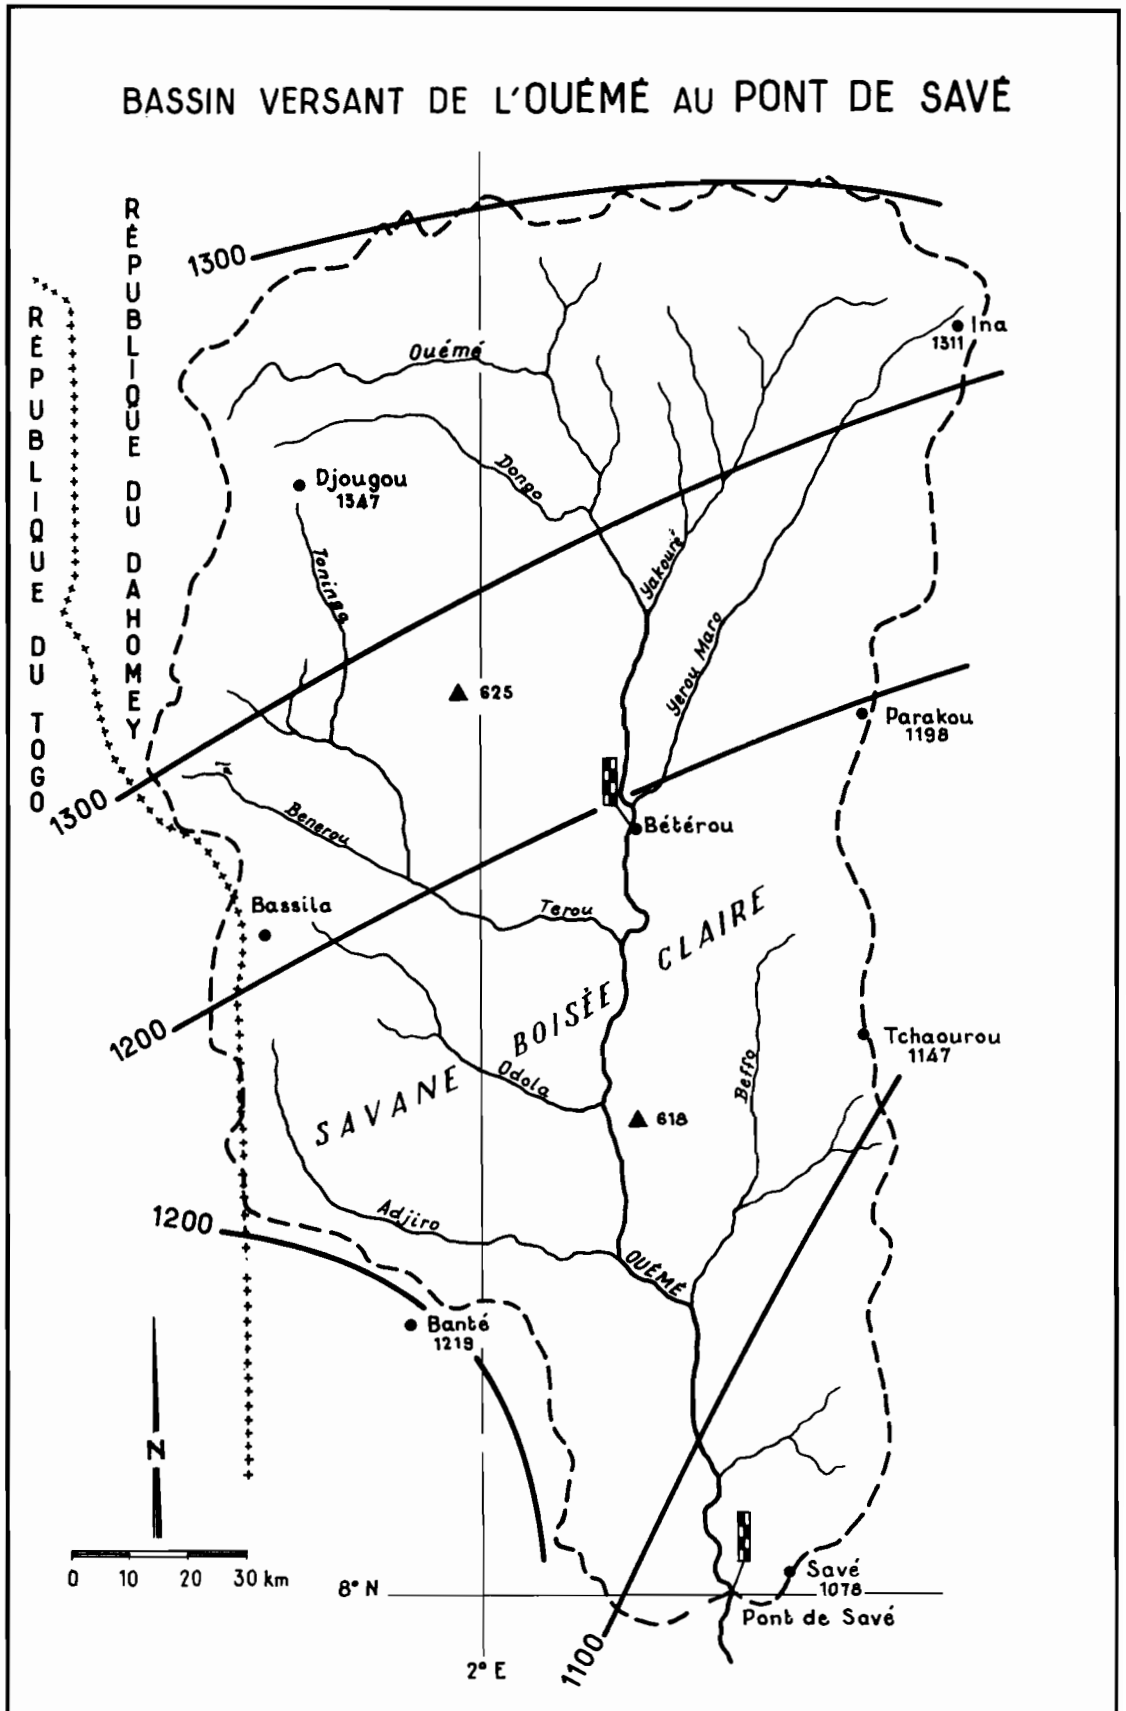 BASSIN VERSANT DE L'OUÉMÉ AU PONT DE SAVÉ
RÉPUBLIQUE DU DAHOMEY
RÉPUBLIQUE DU TOGO
1300
Ina
1311
Ouémé
Dongo
Djougou
1347
Toninga
Yakouré
Yerou Maro
625
Parakou
1198
1300
Benerou
Bétérou
Bassila
Terou
SAVANE BOISÉE CLAIRE
1200
Tchaourou
1147
Odola
Beffo
618
1200
Adjiro
OUÉMÉ
Banté
1219
N
0 10 20 30 km
8° N
Savé
1078
Pont de Savé
2° E
1100